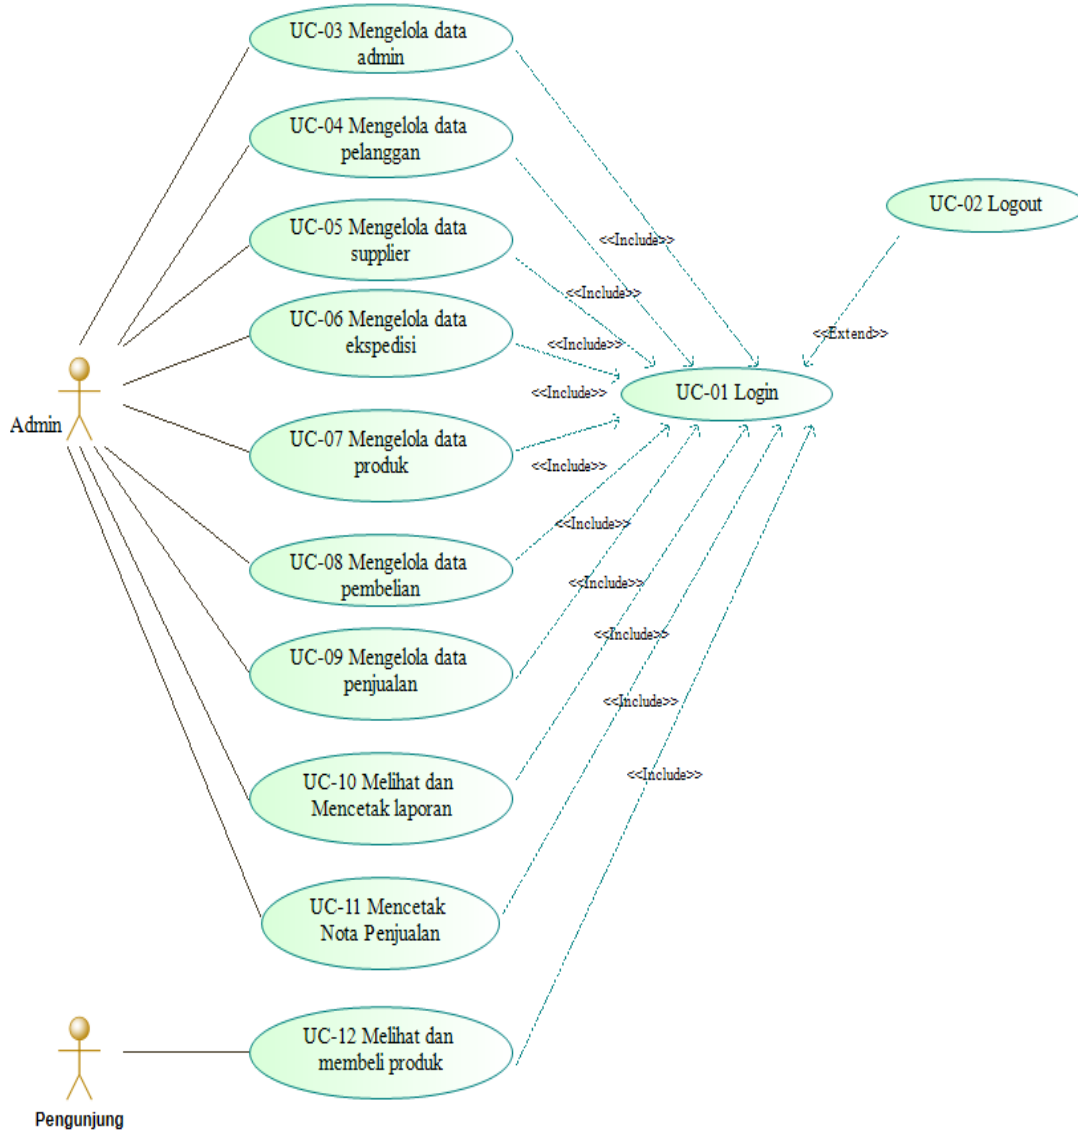 UC-03 Mengelola data
admin
UC-04 Mengelola data
pelanggan
UC-05 Mengelola data
supplier
UC-06 Mengelola data
ekspedisi
UC-07 Mengelola data
produk
UC-08 Mengelola data
pembelian
UC-09 Mengelola data
penjualan
UC-10 Melihat dan
Mencetak laporan
UC-11 Mencetak
Nota Penjualan
UC-12 Melihat dan
membeli produk
Admin
Pengunjung
<<Include>>
<<Include>>
<<Include>>
<<Include>>
<<Include>>
<<Include>>
<<Include>>
<<Include>>
<<Include>>
<<Include>>
UC-01 Login
<<Extend>>
UC-02 Logout